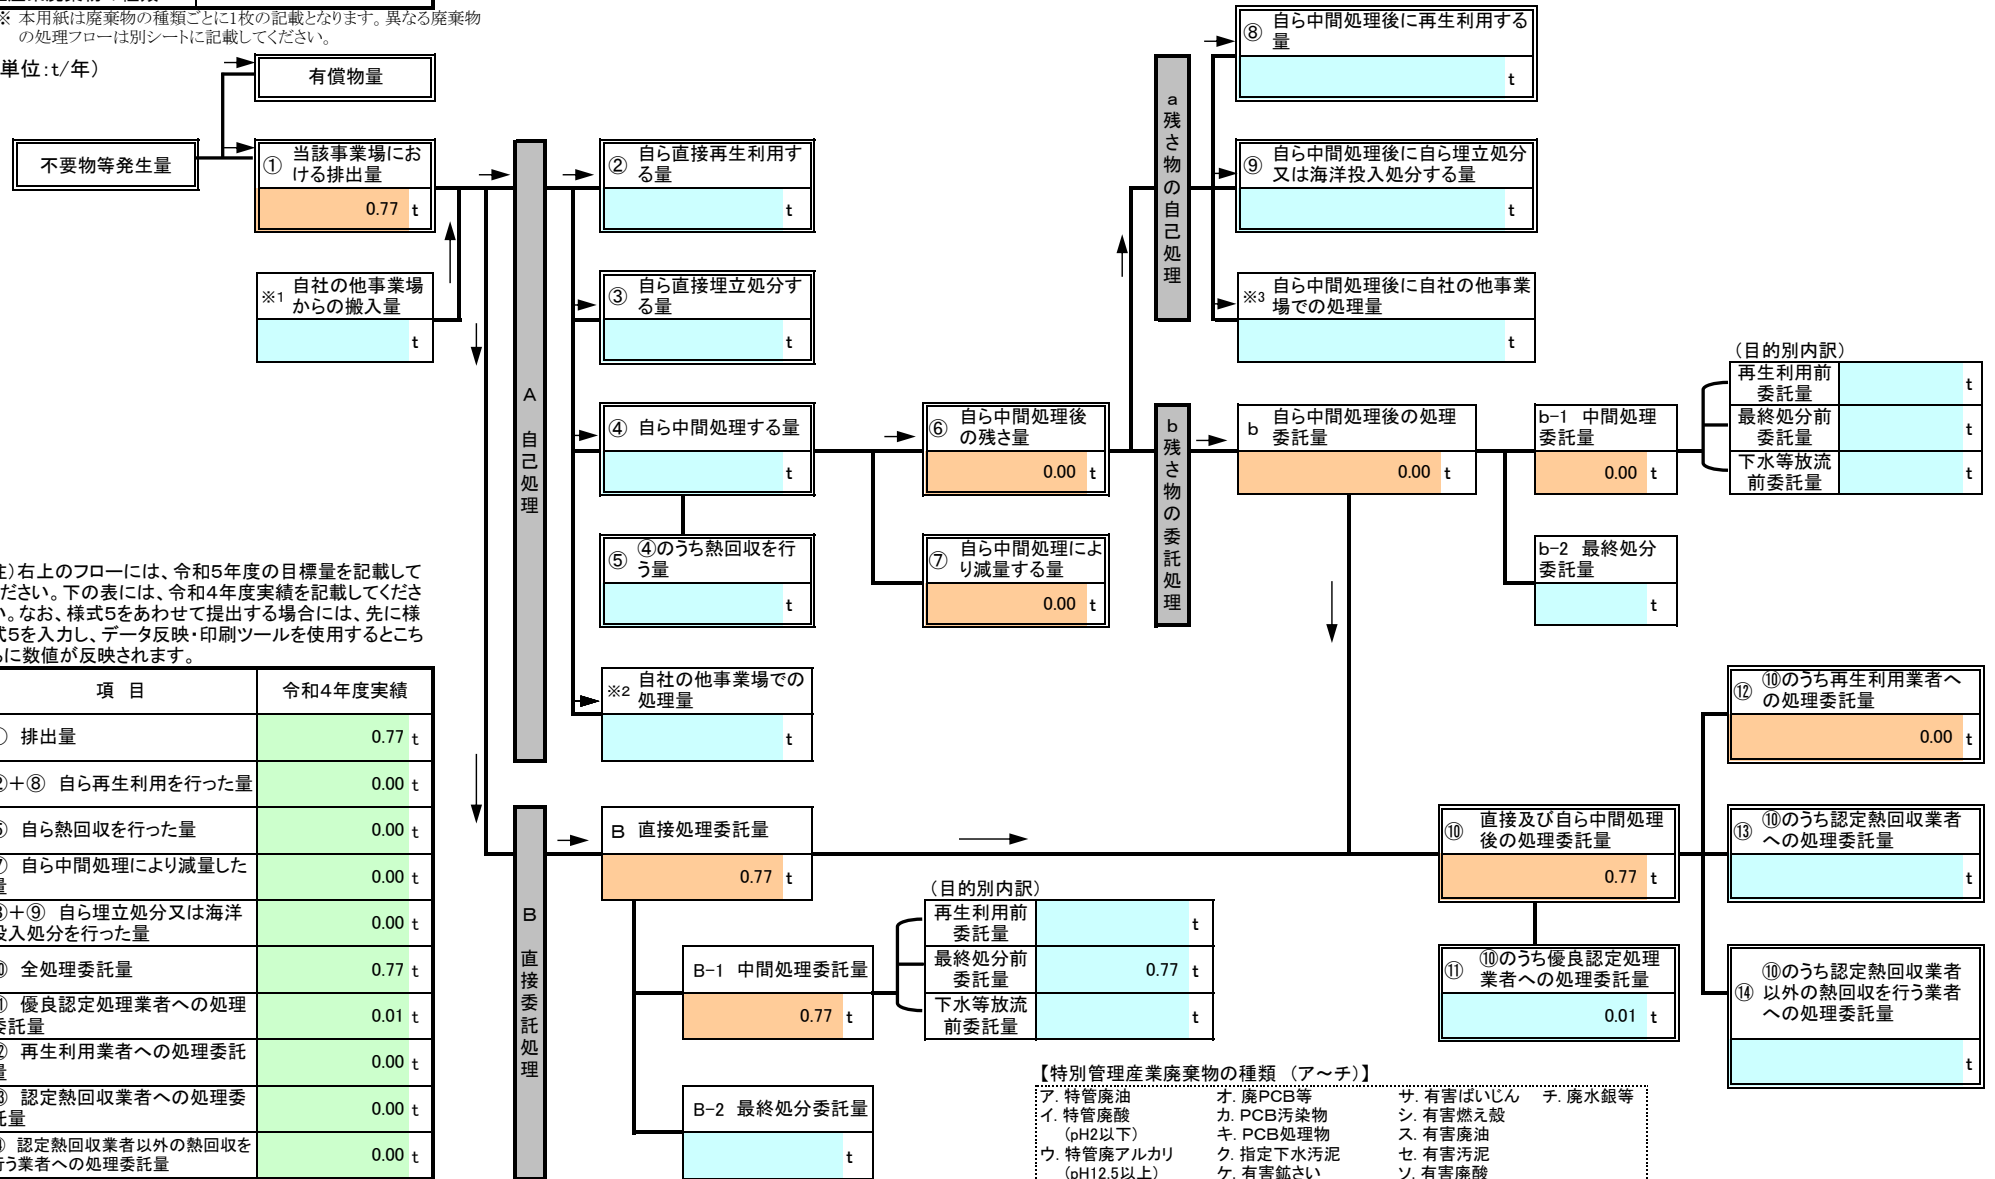 ※ 本用紙は廃棄物の種類ごとに1枚の記載となります。異なる廃棄物
の処理フローは別シートに記載してください。
単位:t/年)
有償物量
不要物等発生量
① 当該事業場にお
ける排出量
0.77 t
※1 自社の他事業場
からの搬入量
t
A 自己処理
② 自ら直接再生利用す
る量
t
③ 自ら直接埋立処分す
る量
t
④ 自ら中間処理する量
t
⑤ ④のうち熱回収を行
う量
t
※2 自社の他事業場での
処理量
t
⑥ 自ら中間処理後
の残さ量
0.00 t
⑦ 自ら中間処理によ
り減量する量
0.00 t
a 残さ物の自己処理
⑧ 自ら中間処理後に再生利用する
量
t
⑨ 自ら中間処理後に自ら埋立処分
又は海洋投入処分する量
t
※3 自ら中間処理後に自社の他事業
場での処理量
t
b 残さ物の委託処理
b 自ら中間処理後の処理
委託量
0.00 t
b-1 中間処理
委託量
0.00 t
(目的別内訳)
再生利用前
委託量 t
最終処分前
委託量 t
下水等放流
前委託量 t
b-2 最終処分
委託量
t
注)右上のフローには、令和5年度の目標量を記載して
ください。下の表には、令和4年度実績を記載してくださ
い。なお、様式5をあわせて提出する場合には、先に様
式5を入力し、データ反映・印刷ツールを使用するとこち
らに数値が反映されます。
項 目 令和4年度実績
① 排出量 0.77 t
②+⑧ 自ら再生利用を行った量 0.00 t
⑤ 自ら熱回収を行った量 0.00 t
⑦ 自ら中間処理により減量した
量 0.00 t
③+⑨ 自ら埋立処分又は海洋
投入処分を行った量 0.00 t
⑩ 全処理委託量 0.77 t
⑪ 優良認定処理業者への処理
委託量 0.01 t
⑫ 再生利用業者への処理委託
量 0.00 t
⑬ 認定熱回収業者への処理委
託量 0.00 t
⑭ 認定熱回収業者以外の熱回収を
行う業者への処理委託量 0.00 t
B 直接委託処理
B 直接処理委託量
0.77 t
B-1 中間処理委託量
0.77 t
B-2 最終処分委託量
t
(目的別内訳)
再生利用前
委託量 t
最終処分前
委託量 0.77 t
下水等放流
前委託量 t
⑩ 直接及び自ら中間処理
後の処理委託量
0.77 t
⑪ ⑩のうち優良認定処理
業者への処理委託量
0.01 t
⑫ ⑩のうち再生利用業者へ
の処理委託量
0.00 t
⑬ ⑩のうち認定熱回収業者
への処理委託量
t
⑭ ⑩のうち認定熱回収業者
以外の熱回収を行う業者
への処理委託量
t
【特別管理産業廃棄物の種類 (ア~チ)】
ア. 特管廃油 オ. 廃PCB等 サ. 有害ばいじん チ. 廃水銀等
イ. 特管廃酸 カ. PCB汚染物 シ. 有害燃え殻
(pH2以下) キ. PCB処理物 ス. 有害廃油
ウ. 特管廃アルカリ ク. 指定下水汚泥 セ. 有害汚泥
(pH12.5以上) ケ. 有害鉱さい ソ. 有害廃酸